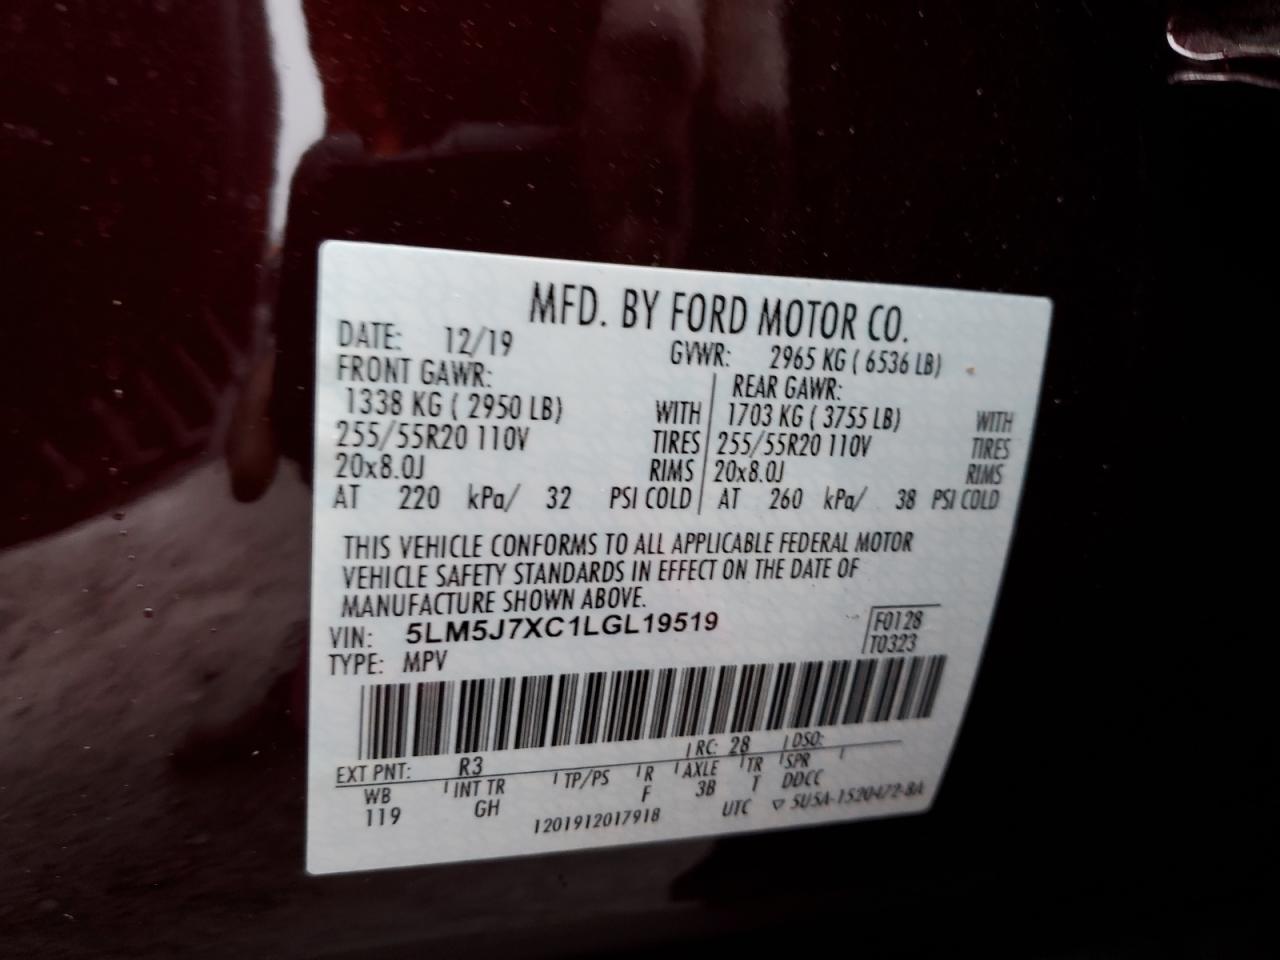 MFD. BY FORD MOTOR CO.
DATE: 12/19
GVWR: 2965 KG ( 6536 LB)
FRONT GAWR:
1338 KG ( 2950 LB) WITH
255/55R20 110V TIRES
20x8.0J RIMS
AT 220 kPa/ 32 PSI COLD
REAR GAWR:
1703 KG ( 3755 LB) WITH
255/55R20 110V TIRES
20x8.0J RIMS
AT 260 kPa/ 38 PSI COLD
THIS VEHICLE CONFORMS TO ALL APPLICABLE FEDERAL MOTOR
VEHICLE SAFETY STANDARDS IN EFFECT ON THE DATE OF
MANUFACTURE SHOWN ABOVE.
VIN: 5LM5J7XC1LGL19519
TYPE: MPV
F0128
T0323
EXT PNT: R3 RC: 28 DSO:
WB INT TR TP/PS R AXLE TR SPR
119 GH F 3B T DDCC
1201912017918 UTC ▽ 5U5A-1520472-BA